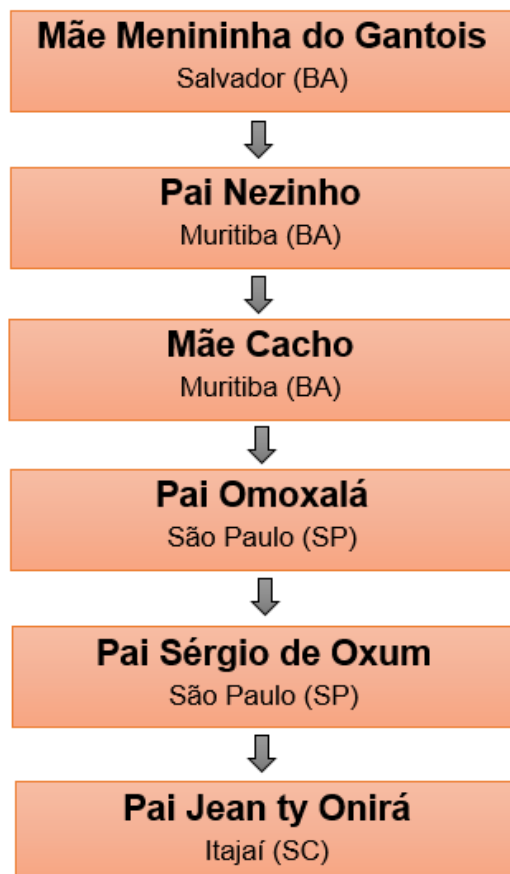 Mãe Menininha do Gantois
Salvador (BA)
Pai Nezinho
Muritiba (BA)
Mãe Cacho
Muritiba (BA)
Pai Omoxalá
São Paulo (SP)
Pai Sérgio de Oxum
São Paulo (SP)
Pai Jean ty Onirá
Itajaí (SC)